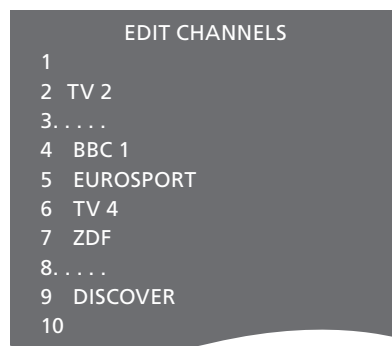 EDIT CHANNELS
1
2 TV 2
3. . . . .
4 BBC 1
5 EUROSPORT
6 TV 4
7 ZDF
8. . . . .
9 DISCOVER
10